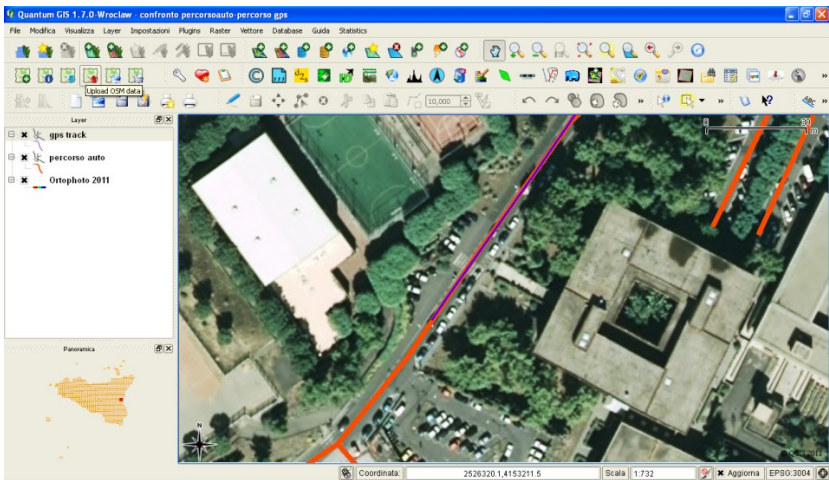 Quantum GIS 1.7.0-Wroclaw - confronto percorsoauto-percorso gps
File Modifica Visualizza Layer Impostazioni Plugins Raster Vettore Database Guida Statistics
Upload OSM data
10,000
Layer
gps track
percorso auto
Ortophoto 2011
Panoramica
0 30
m
N
Coordinata: 2526320.1,4153211.5 Scala 1:732 Aggiorna EPSG:3004